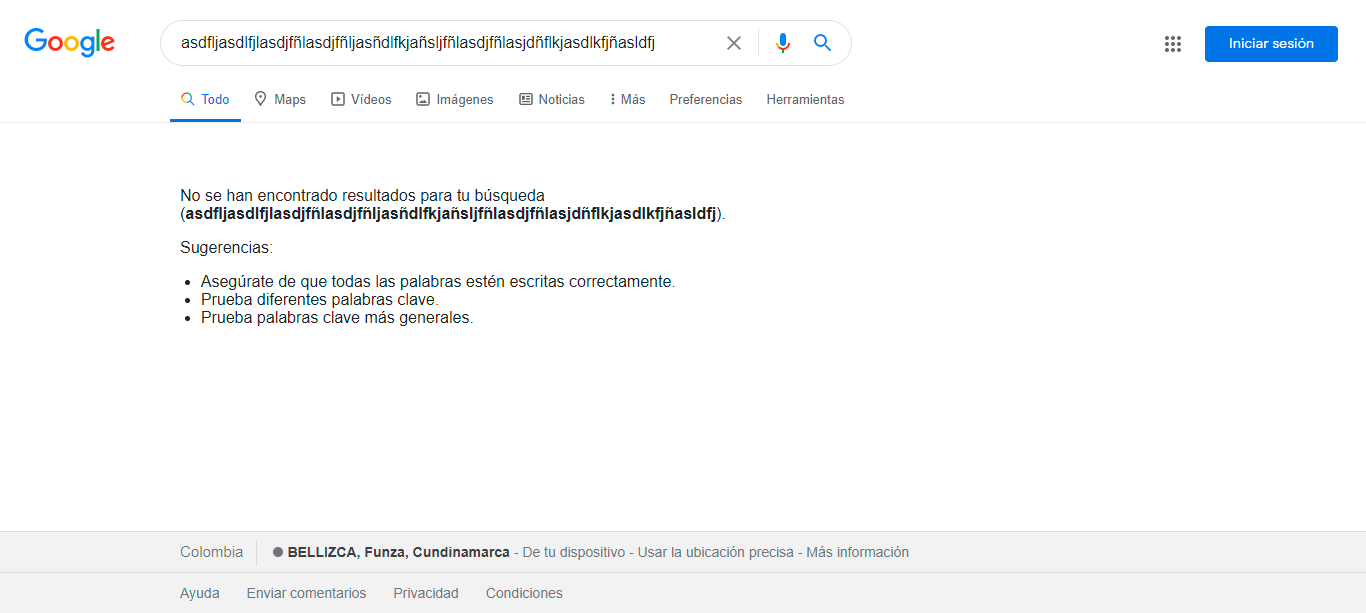 Google
asdfljasdlfjlasdjfñlasdjfñljasñdlfkjañsljfñlasdjfñlasjdñflkjasdlkfjñasldfj
Iniciar sesión
Todo Maps Vídeos Imágenes Noticias Más Preferencias Herramientas
No se han encontrado resultados para tu búsqueda
(asdfljasdlfjlasdjfñlasdjfñljasñdlfkjañsljfñlasdjfñlasjdñflkjasdlkfjñasldfj).
Sugerencias:
Asegúrate de que todas las palabras estén escritas correctamente.
Prueba diferentes palabras clave.
Prueba palabras clave más generales.
Colombia BELLIZCA, Funza, Cundinamarca - De tu dispositivo - Usar la ubicación precisa - Más información
Ayuda Enviar comentarios Privacidad Condiciones